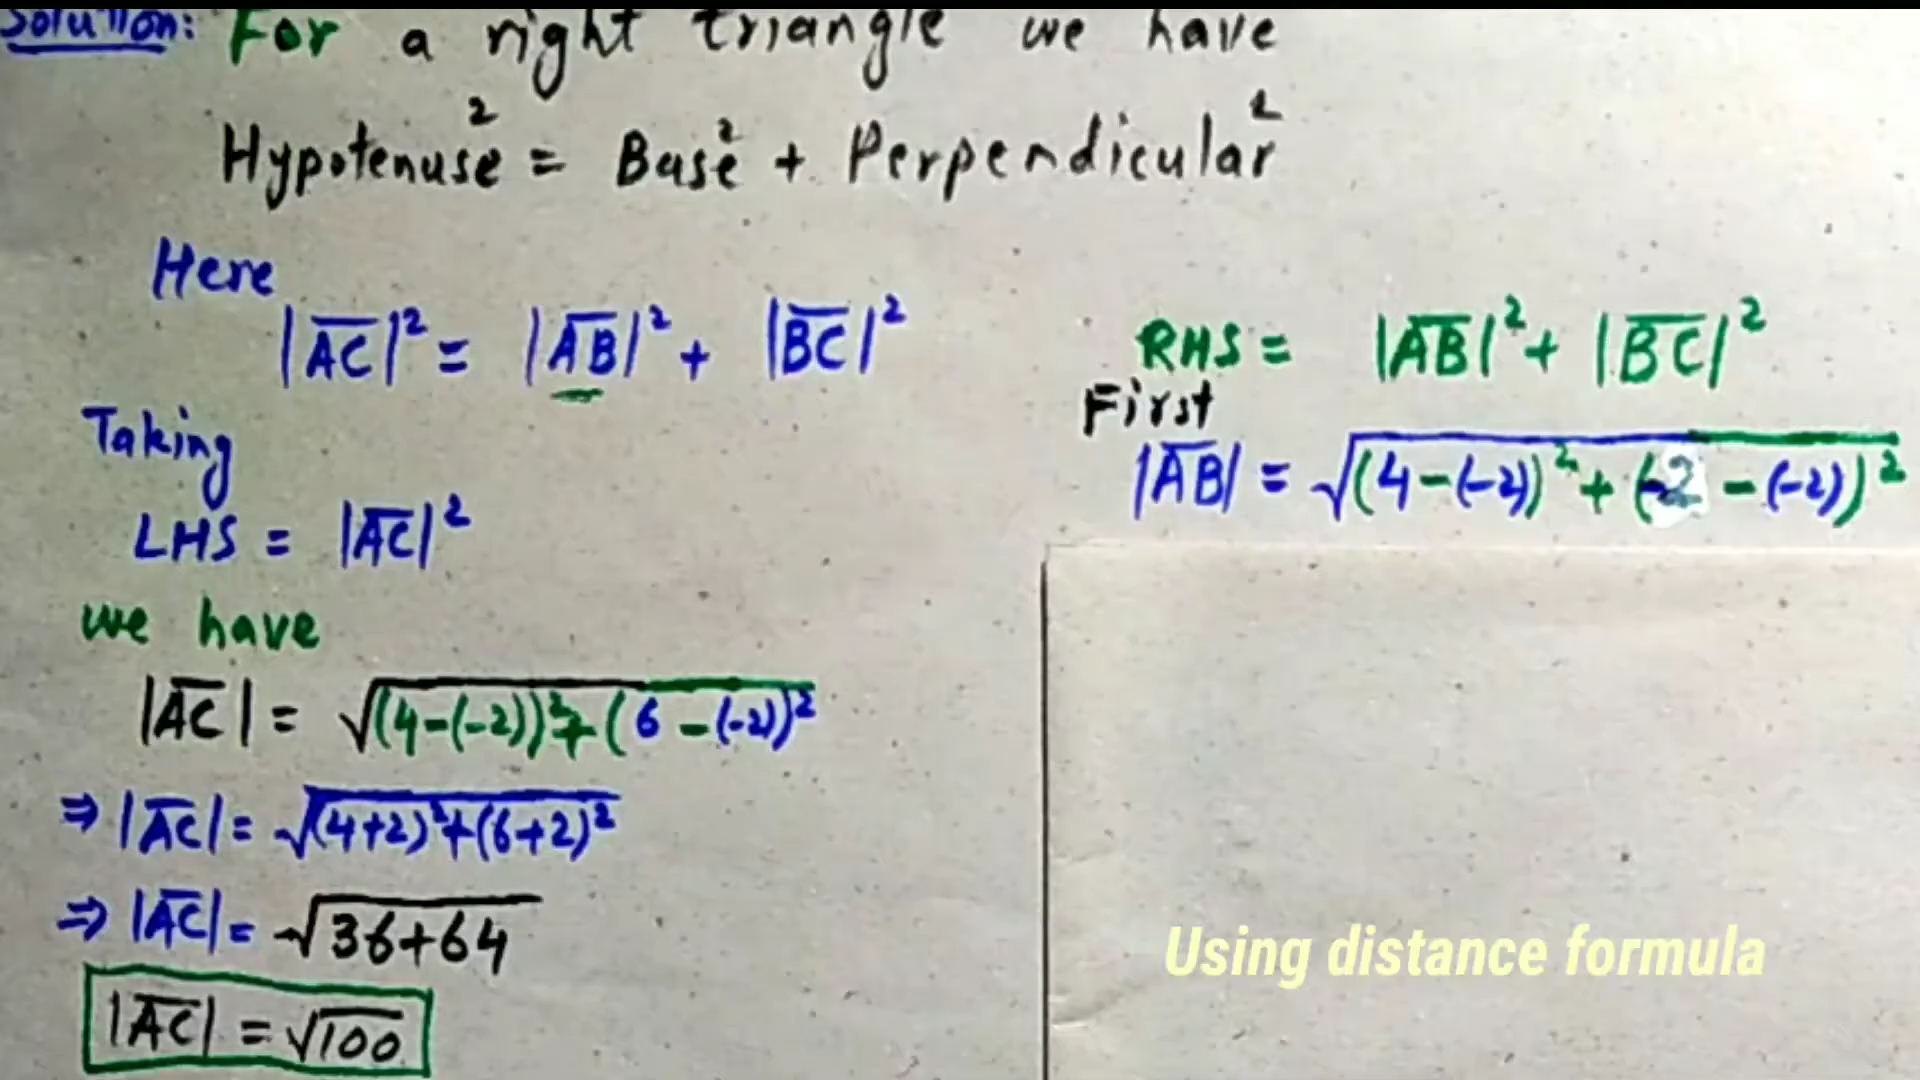 Solution: For a right triangle we have
Hypotenuse² = Base² + Perpendicular²
Here
|AC|² = |AB|² + |BC|²
Taking
LHS = |AC|²
we have
|AC| = √(4-(-2))²+(6-(-2))²
⇒ |AC| = √(4+2)²+(6+2)²
⇒ |AC| = √36+64
|AC| = √100
RHS = |AB|² + |BC|²
First
|AB| = √(4-(-2))²+(-2-(-2))²
Using distance formula